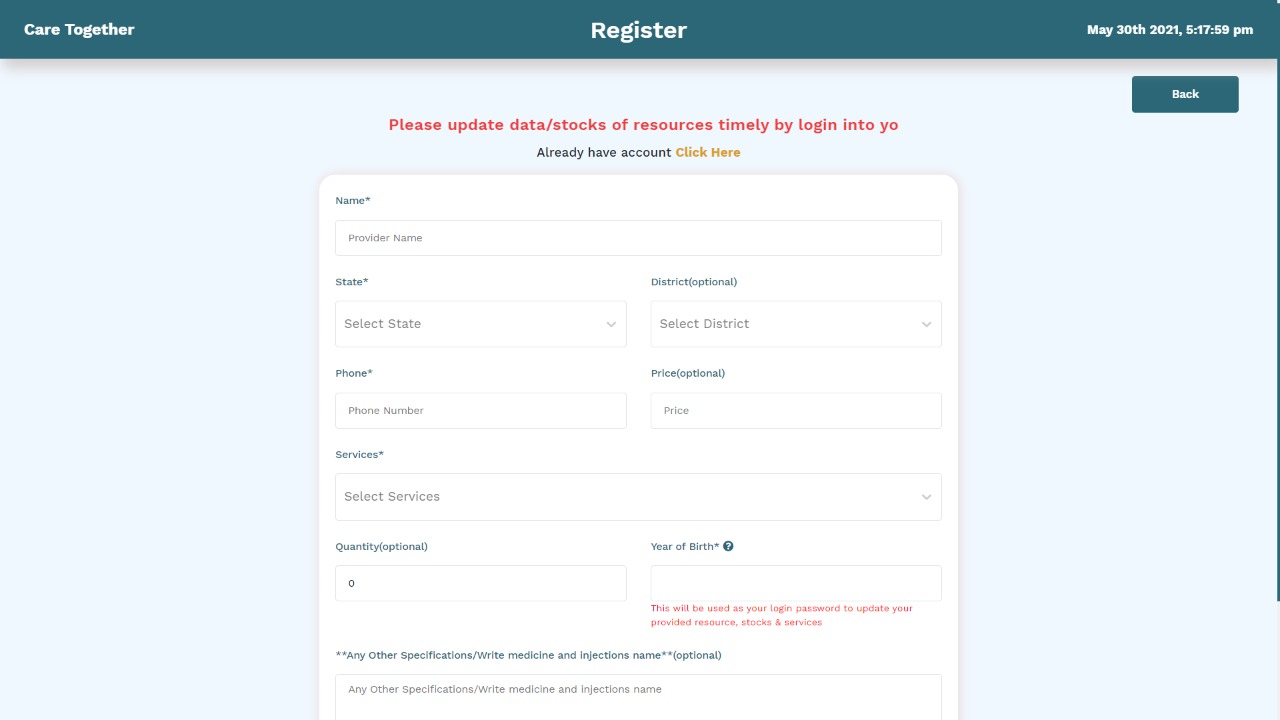 Care Together
Register
May 30th 2021, 5:17:59 pm
Back
Please update data/stocks of resources timely by login into yo
Already have account Click Here
Name*
Provider Name
State*
District(optional)
Select State
Select District
Phone*
Price(optional)
Phone Number
Price
Services*
Select Services
Quantity(optional)
Year of Birth* ?
0
This will be used as your login password to update your
provided resource, stocks & services
**Any Other Specifications/Write medicine and injections name**(optional)
Any Other Specifications/Write medicine and injections name